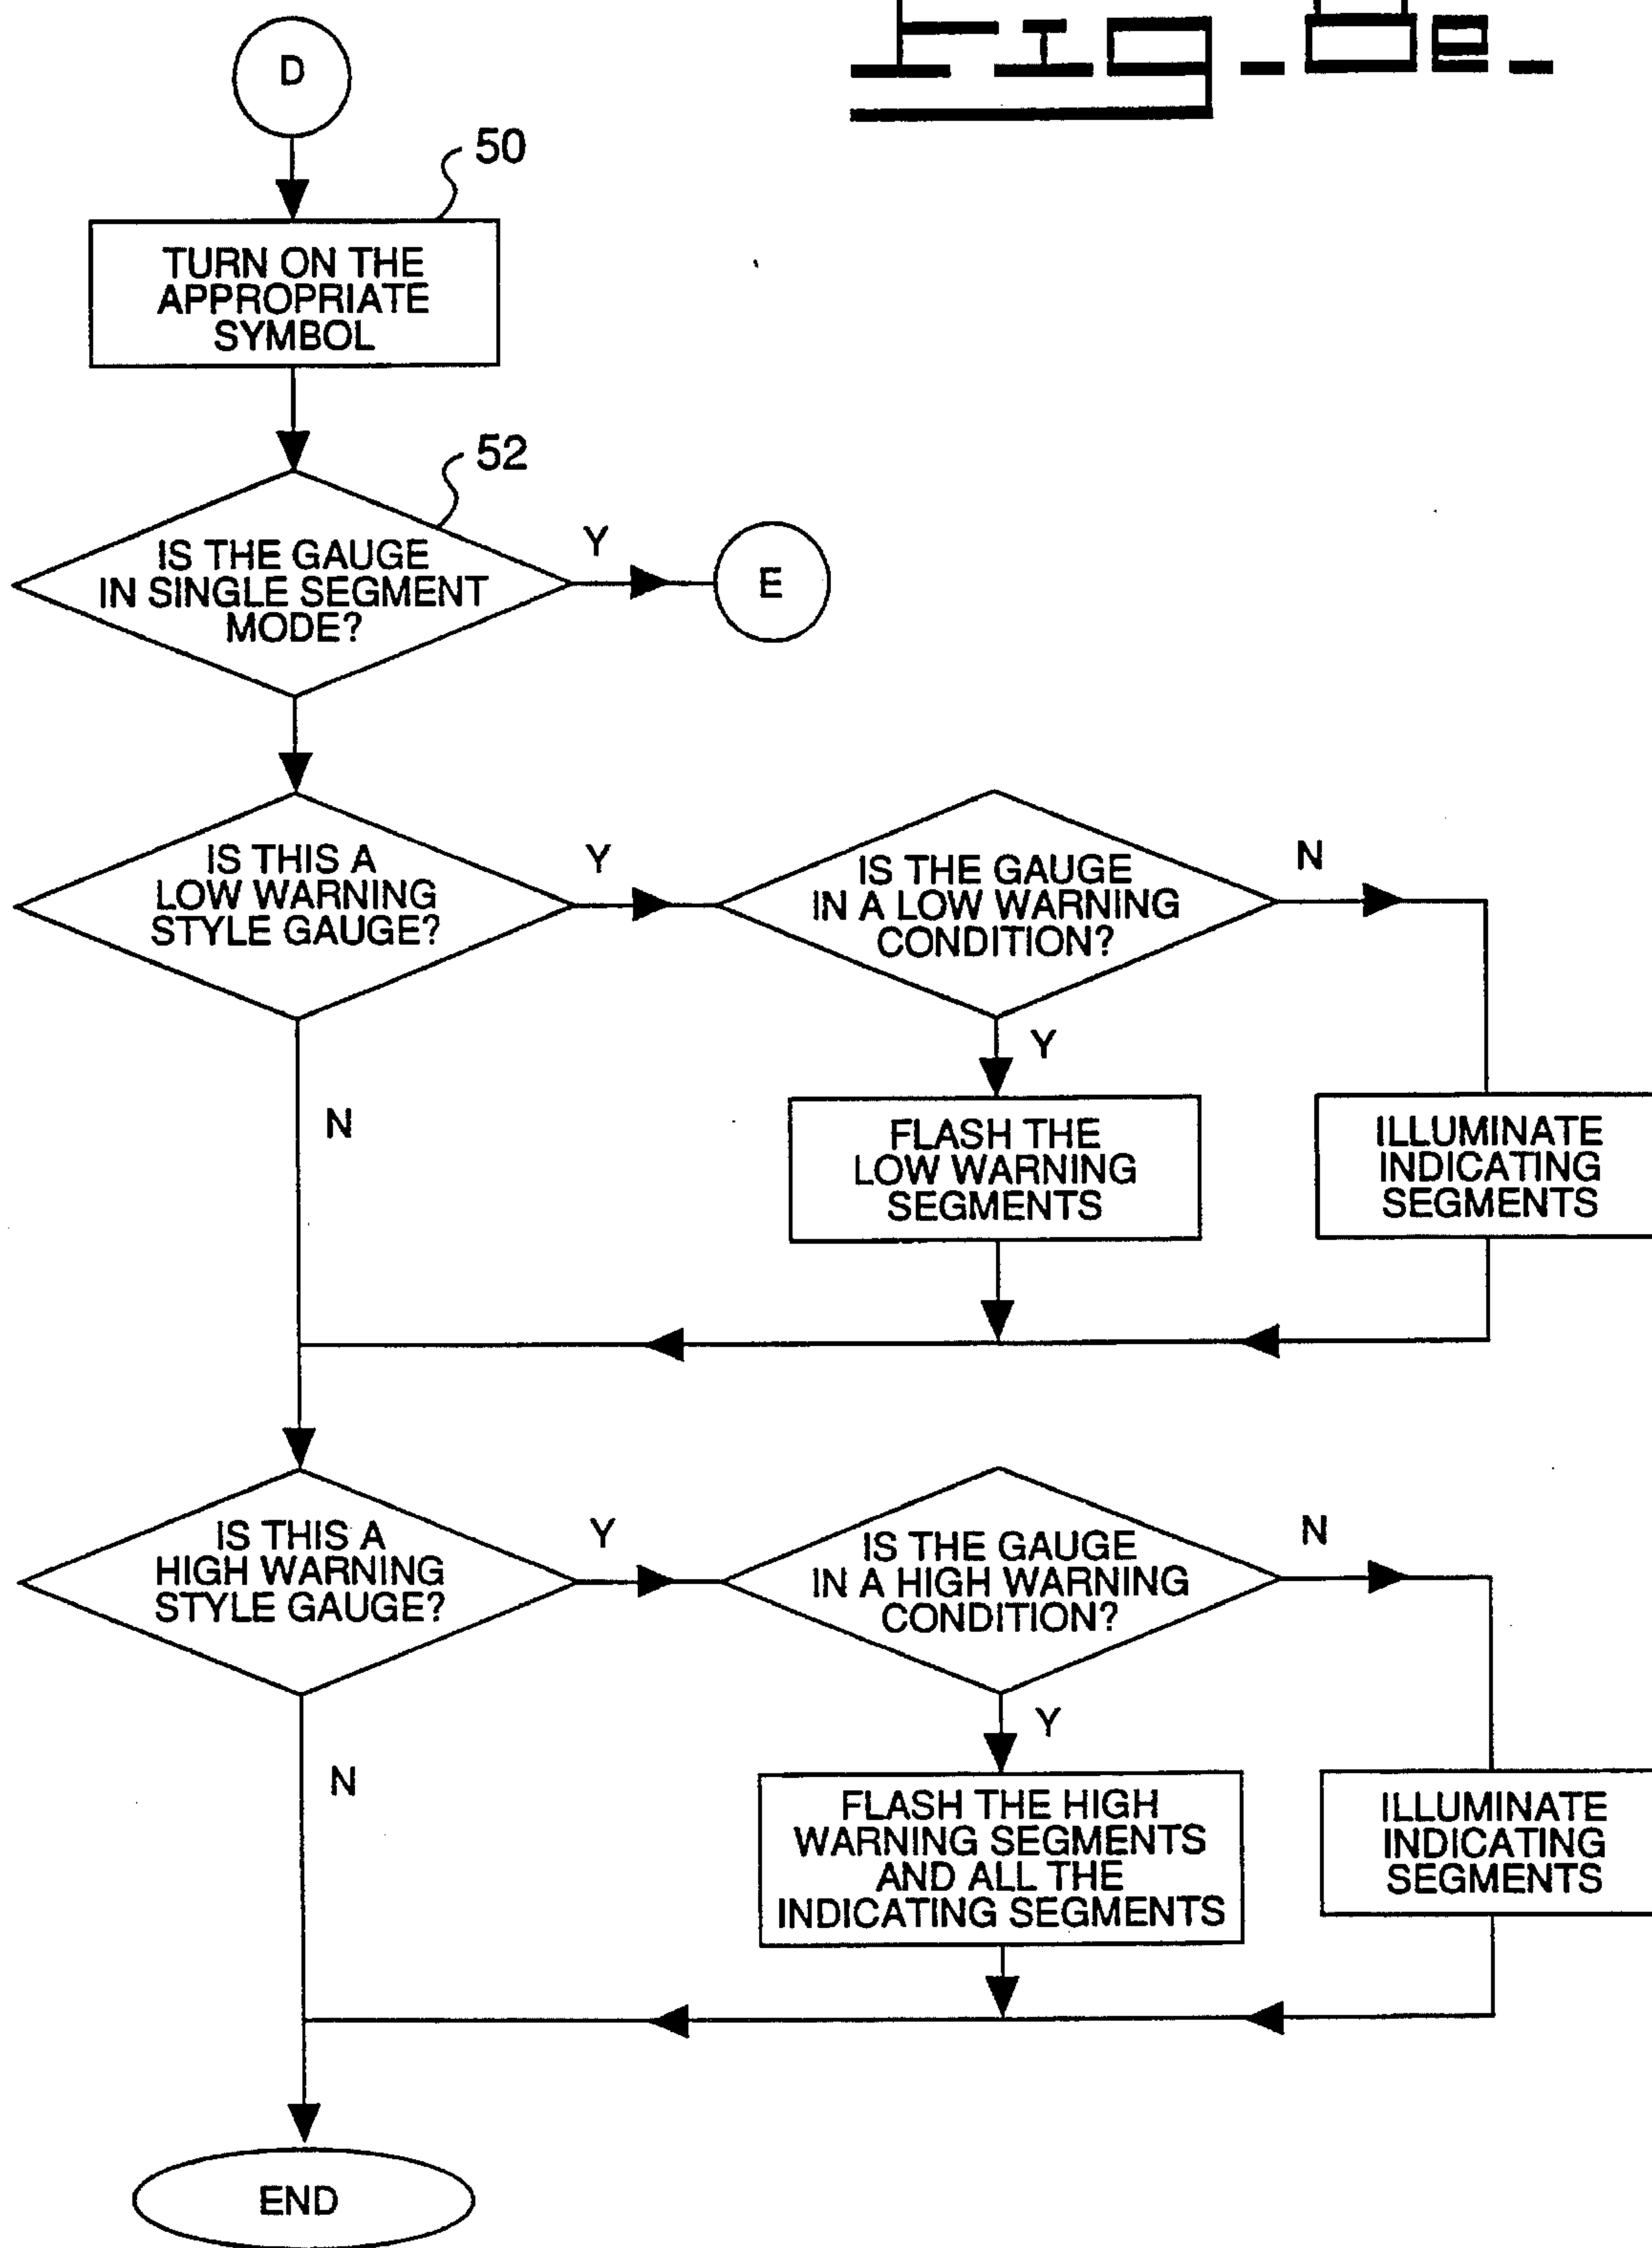 D
50
TURN ON THE
APPROPRIATE
SYMBOL
52
IS THE GAUGE
IN SINGLE SEGMENT
MODE?
Y
E
IS THIS A
LOW WARNING
STYLE GAUGE?
Y
IS THE GAUGE
IN A LOW WARNING
CONDITION?
N
Y
N
FLASH THE
LOW WARNING
SEGMENTS
ILLUMINATE
INDICATING
SEGMENTS
IS THIS A
HIGH WARNING
STYLE GAUGE?
Y
IS THE GAUGE
IN A HIGH WARNING
CONDITION?
N
Y
N
FLASH THE HIGH
WARNING SEGMENTS
AND ALL THE
INDICATING SEGMENTS
ILLUMINATE
INDICATING
SEGMENTS
END